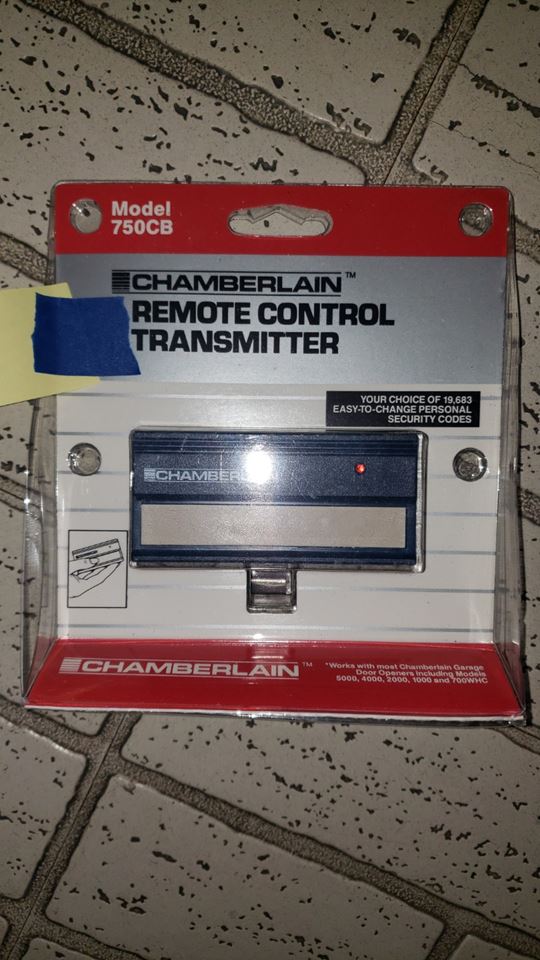 Model
750CB
CHAMBERLAIN™
REMOTE CONTROL
TRANSMITTER
YOUR CHOICE OF 19,683
EASY-TO-CHANGE PERSONAL
SECURITY CODES
CHAMBERLAIN
CHAMBERLAIN™
*Works with most Chamberlain Garage
Door Openers including Models
5000, 4000, 2000, 1000 and 700WHC